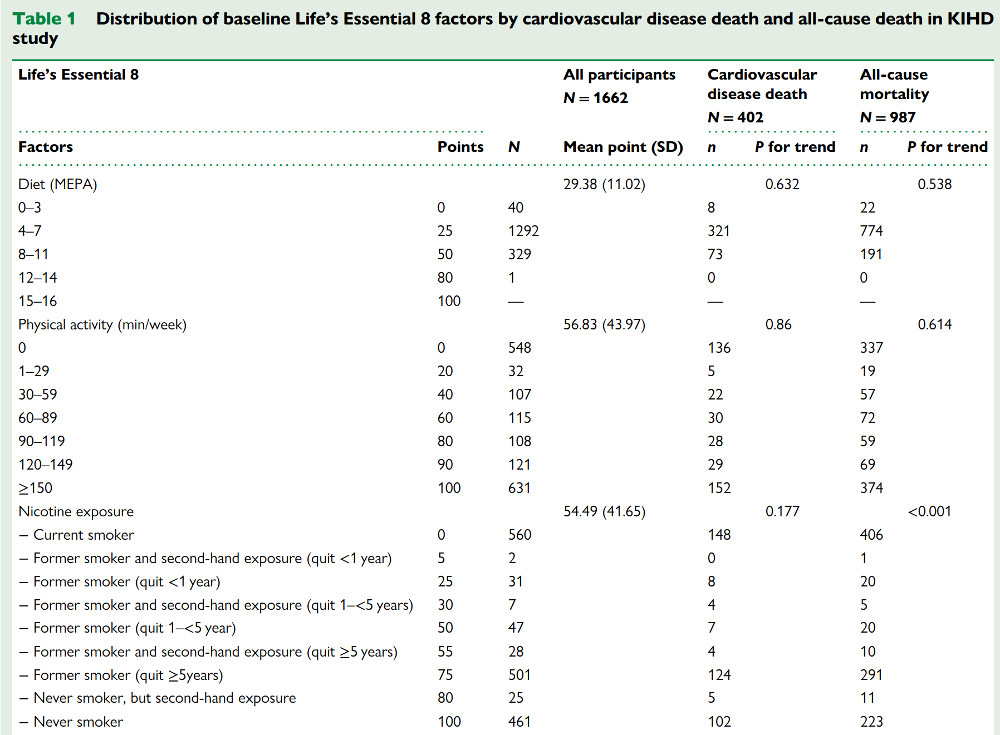 Table 1 Distribution of baseline Life’s Essential 8 factors by cardiovascular disease death and all-cause death in KIHD
study
Life’s Essential 8 All participants Cardiovascular All-cause
disease death mortality
N = 1662
N = 402 N = 987
Factors Points N Mean point (SD) n P for trend n P for trend
Diet (MEPA) 29.38 (11.02) 0.632 0.538
0–3 0 40 8 22
4–7 25 1292 321 774
8–11 50 329 73 191
12–14 80 1 0 0
15–16 100 — — —
Physical activity (min/week) 56.83 (43.97) 0.86 0.614
0 0 548 136 337
1–29 20 32 5 19
30–59 40 107 22 57
60–89 60 115 30 72
90–119 80 108 28 59
120–149 90 121 29 69
≥150 100 631 152 374
Nicotine exposure 54.49 (41.65) 0.177 <0.001
− Current smoker 0 560 148 406
− Former smoker and second-hand exposure (quit <1 year) 5 2 0 1
− Former smoker (quit <1 year) 25 31 8 20
− Former smoker and second-hand exposure (quit 1–<5 years) 30 7 4 5
− Former smoker (quit 1–<5 year) 50 47 7 20
− Former smoker and second-hand exposure (quit ≥5 years) 55 28 4 10
− Former smoker (quit ≥5years) 75 501 124 291
− Never smoker, but second-hand exposure 80 25 5 11
− Never smoker 100 461 102 223